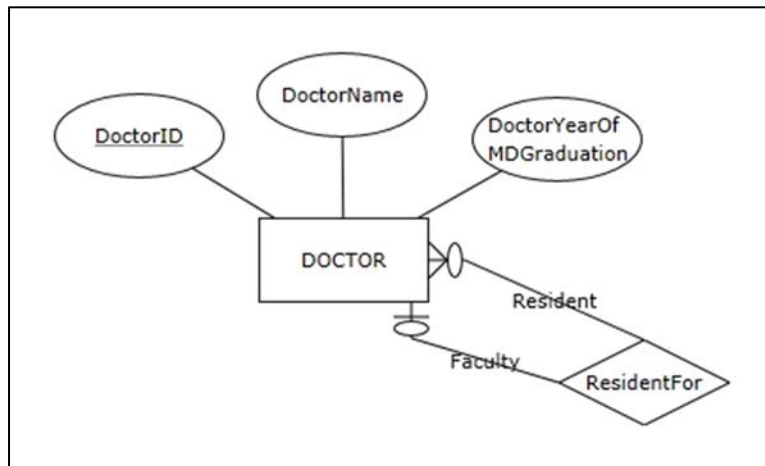 DoctorName
DoctorID
DoctorYearOf
MDGraduation
DOCTOR
Resident
Faculty
ResidentFor